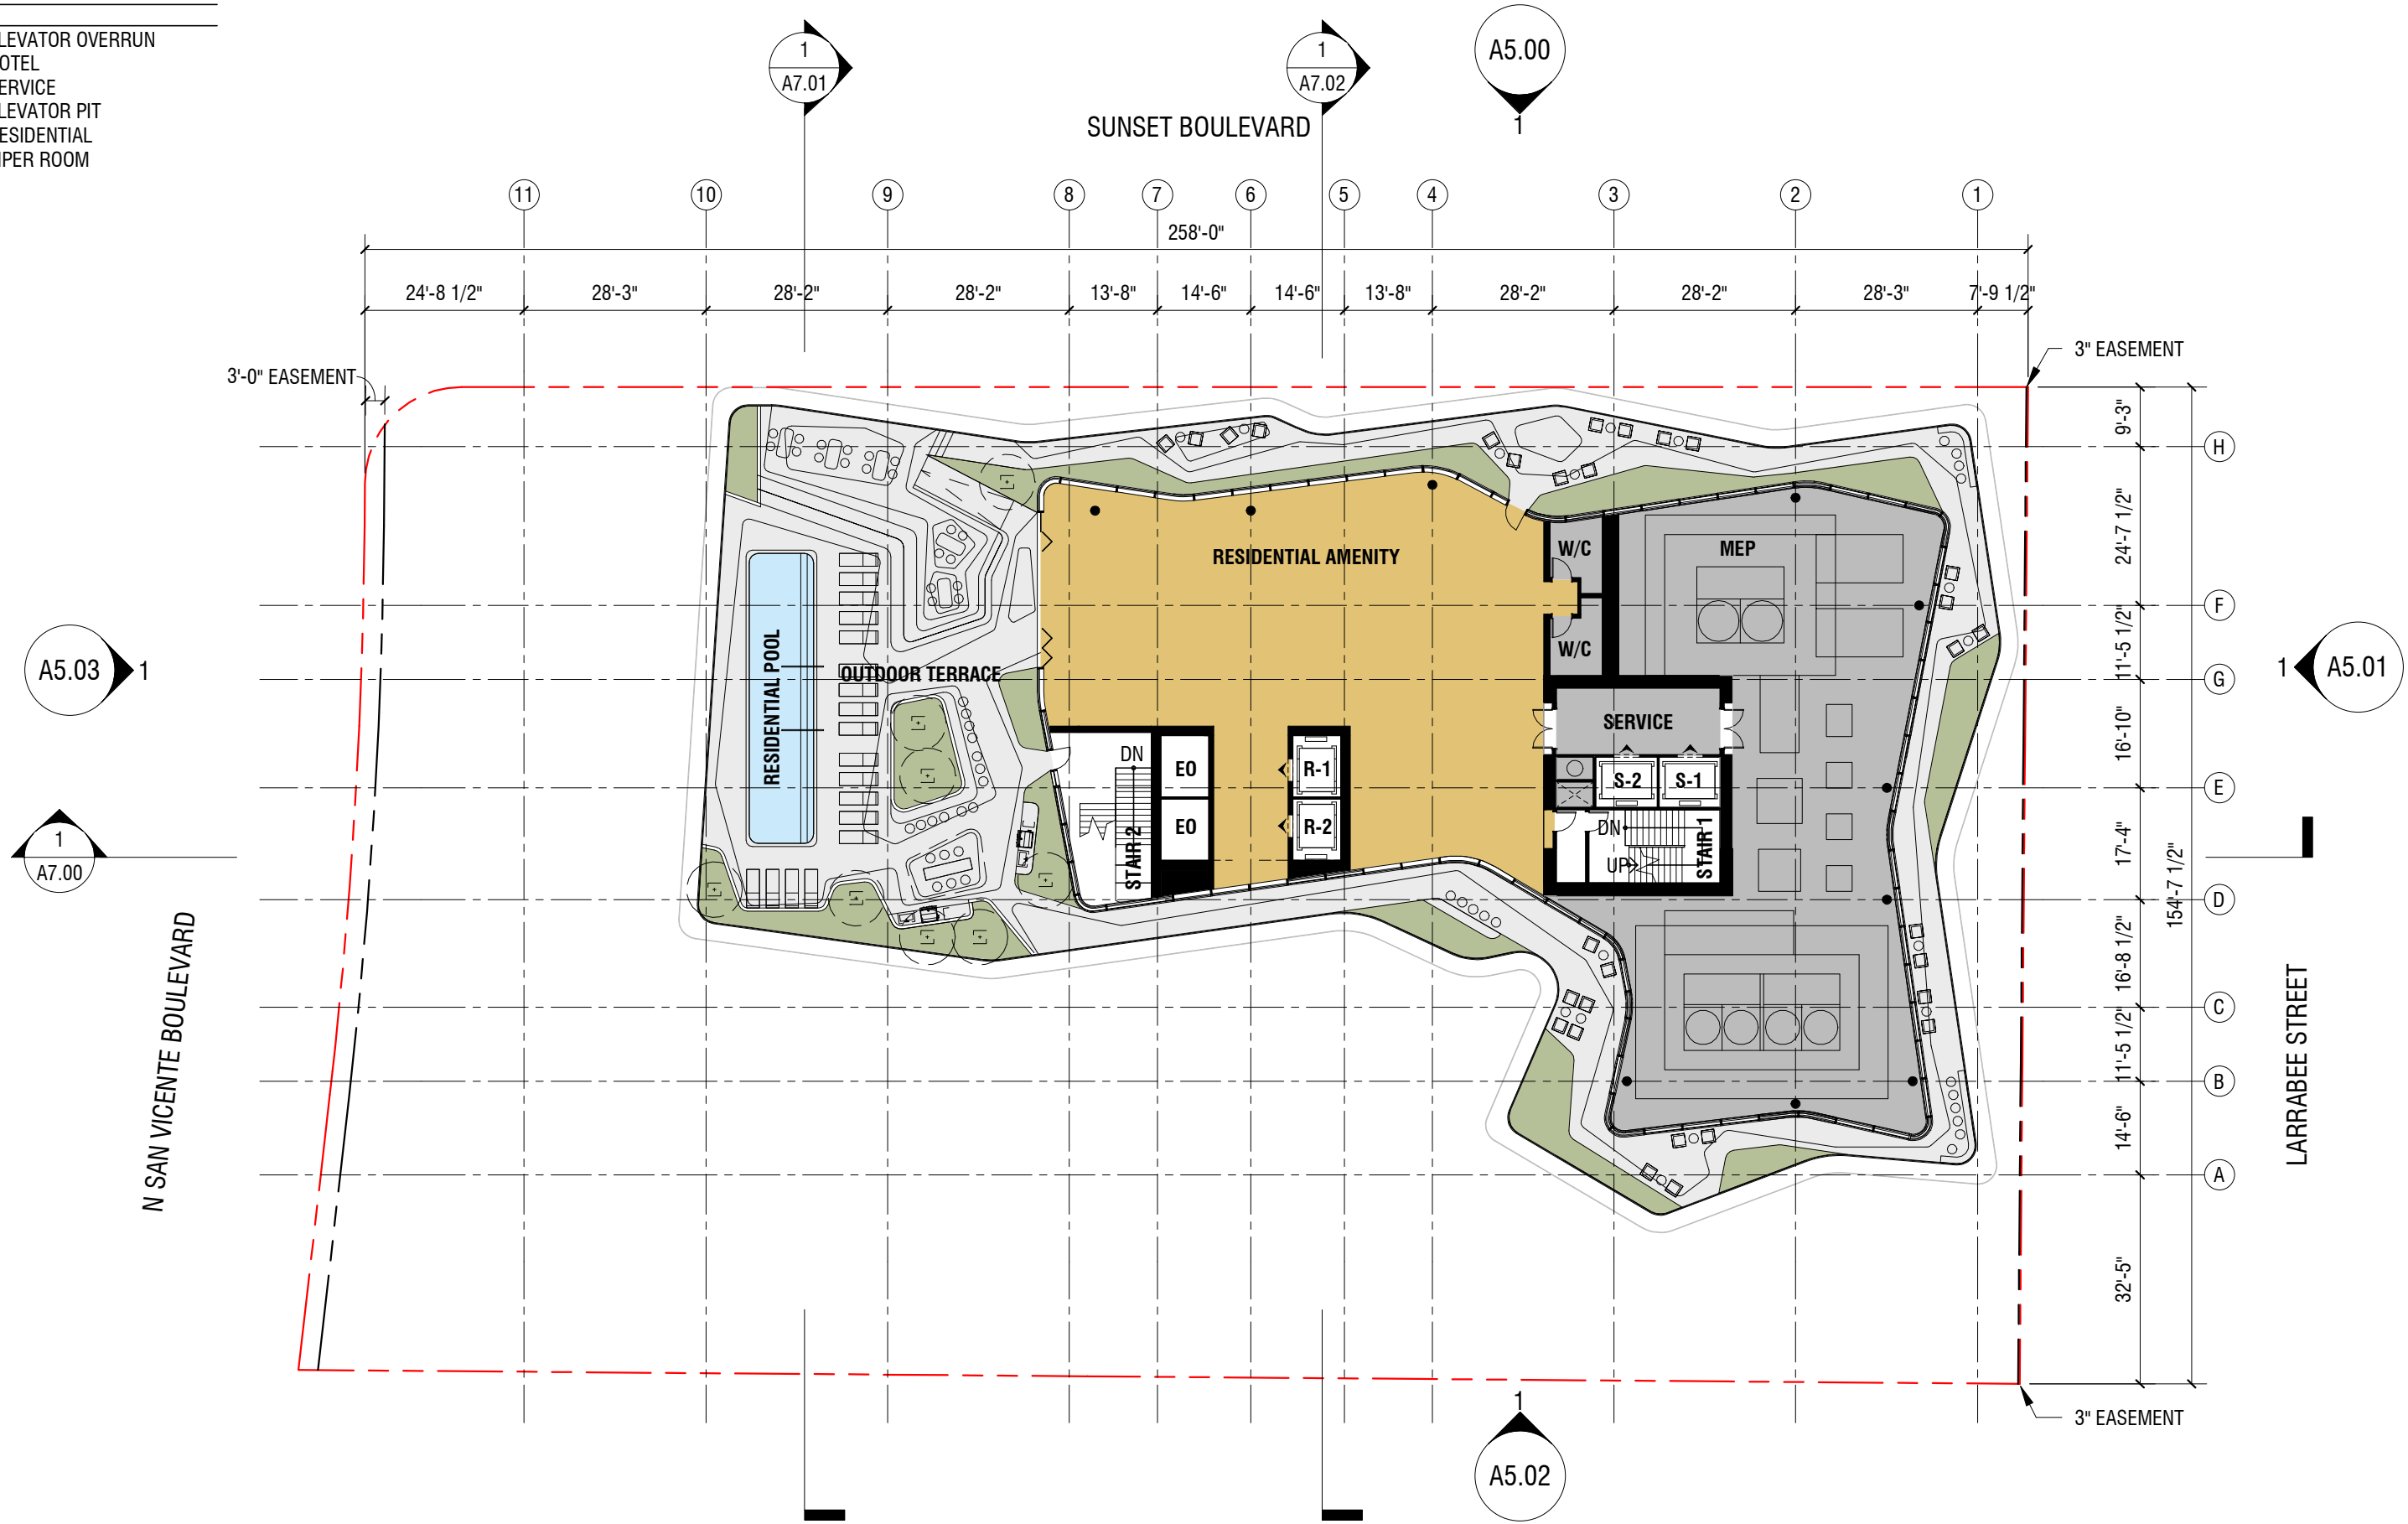 LEVATOR OVERRUN
OTEL
ERVICE
LEVATOR PIT
ESIDENTIAL
IPER ROOM
1
A7.01
1
A7.02
A5.00
1
SUNSET BOULEVARD
11 10 9 8 7 6 5 4 3 2 1
258'-0"
24'-8 1/2" 28'-3" 28'-2" 28'-2" 13'-8" 14'-6" 14'-6" 13'-8" 28'-2" 28'-2" 28'-3" 7'-9 1/2"
3" EASEMENT
3'-0" EASEMENT
9'-3"
H
24'-7 1/2"
F
11'-5 1/2"
G
16'-10"
E
17'-4"
D
154'-7 1/2"
16'-8 1/2"
C
11'-5 1/2"
B
14'-6"
A
32'-5"
RESIDENTIAL AMENITY
W/C
MEP
W/C
A5.03 1
1 A5.01
RESIDENTIAL POOL
OUTDOOR TERRACE
SERVICE
DN
EO
R-1
S-2
S-1
EO
R-2
STAIR 2
DN
UP
STAIR 1
1
A7.00
N SAN VICENTE BOULEVARD
LARRABEE STREET
1
A5.02
3" EASEMENT